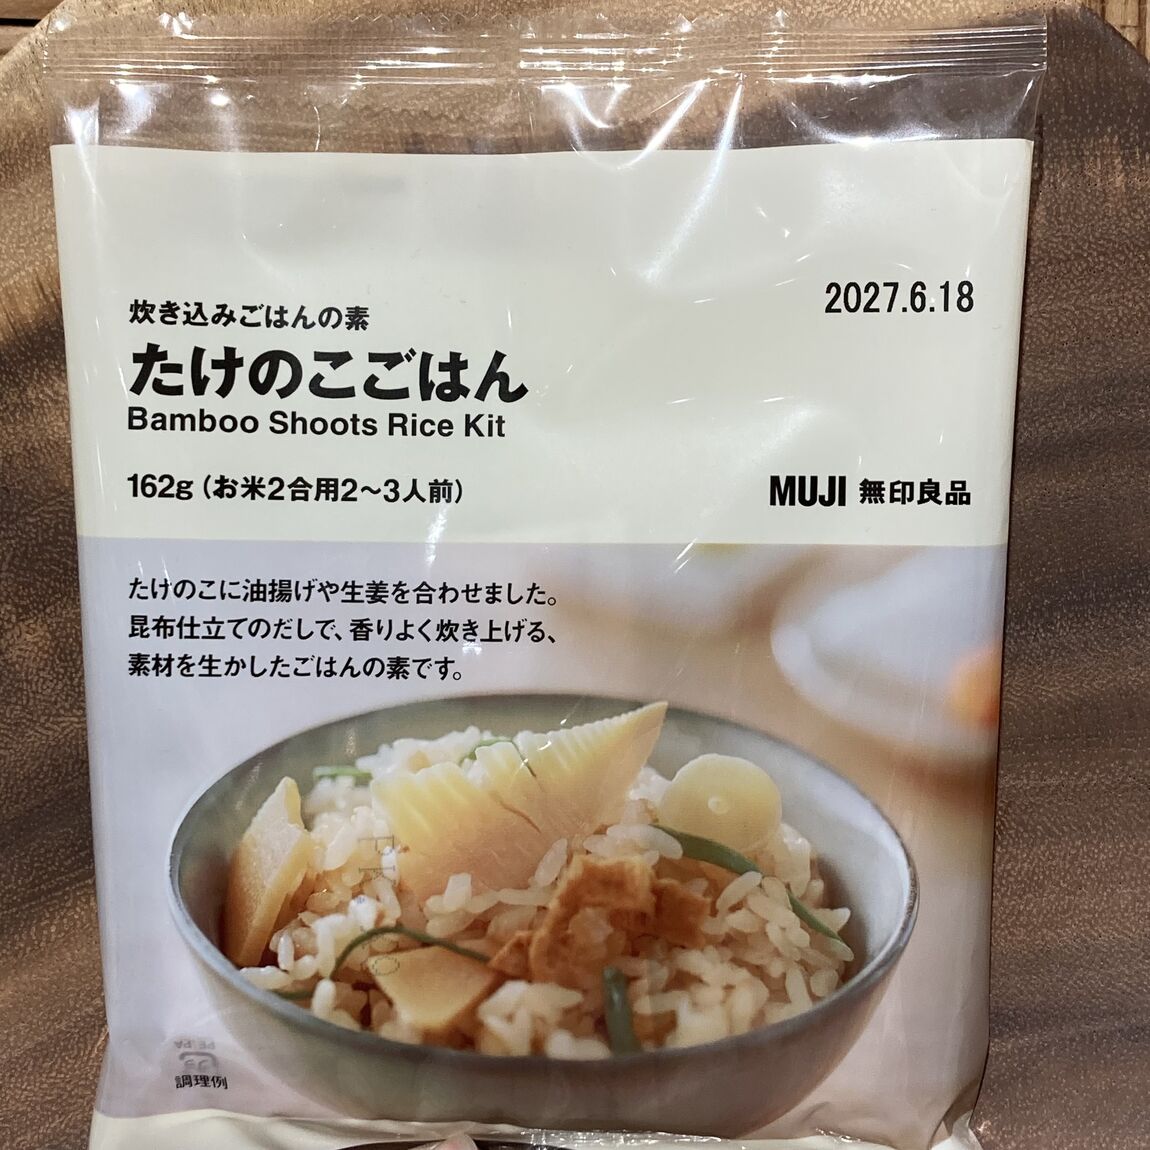 炊き込みごはんの素
2027.6.18
たけのこごはん
Bamboo Shoots Rice Kit
162g（お米2合用2～3人前）
MUJI 無印良品
たけのこに油揚げや生姜を合わせました。
昆布仕立てのだしで、香りよく炊き上げる、
素材を生かしたごはんの素です。
PE, PA
プラ
調理例